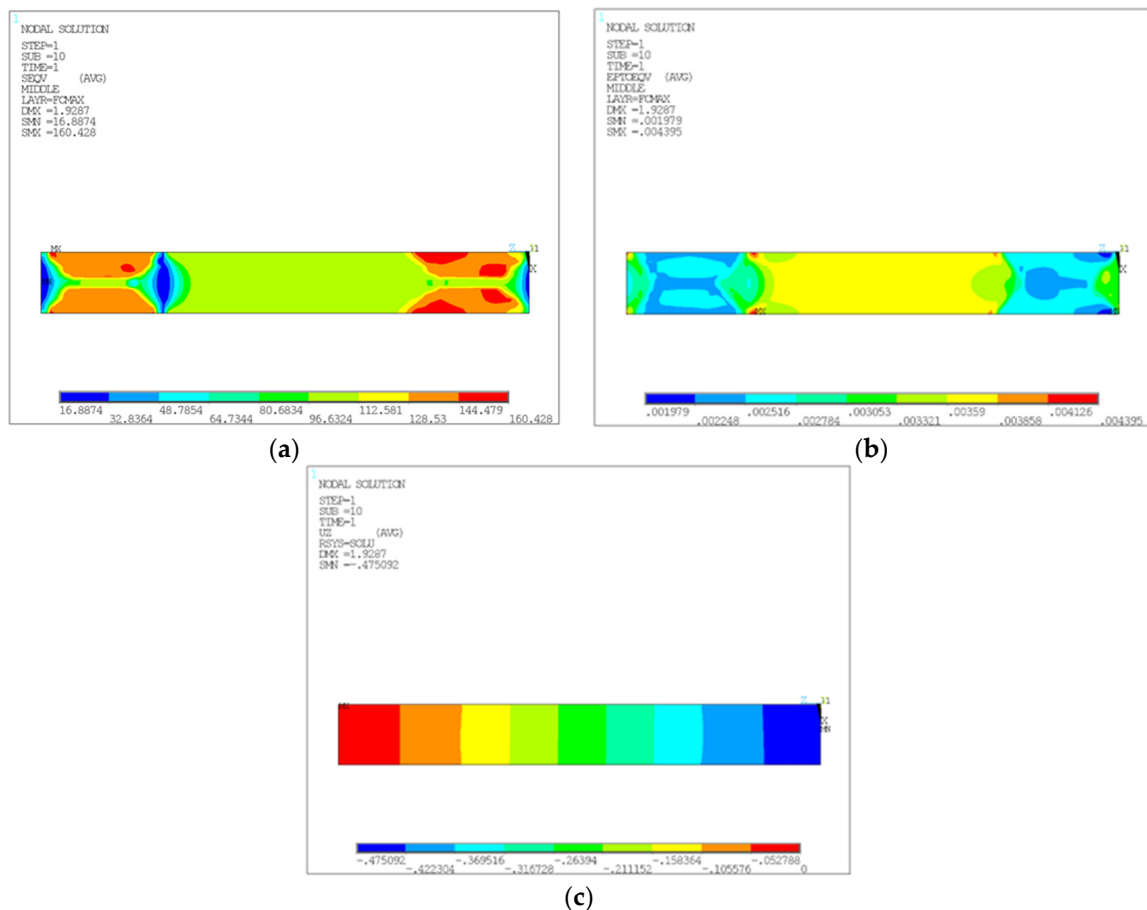 1
NODAL SOLUTION
STEP=1
SUB =10
TIME=1
SEQV (AVG)
MIDDLE
LAYR=FCMAX
DMX =1.9287
SMN =16.8874
SMX =160.428
MX
Z
X
16.8874 48.7854 80.6834 112.581 144.479
32.8364 64.7344 96.6324 128.53 160.428
(a)
1
NODAL SOLUTION
STEP=1
SUB =10
TIME=1
EPTOEQV (AVG)
MIDDLE
LAYR=FCMAX
DMX =1.9287
SMN =.001979
SMX =.004395
Z
X
MX
.001979 .002516 .003053 .00359 .004126
.002248 .002784 .003321 .003858 .004395
(b)
1
NODAL SOLUTION
STEP=1
SUB =10
TIME=1
UZ (AVG)
RSYS=SOLU
DMX =1.9287
SMN =-.475092
MX
Z
X
MN
-.475092 -.369516 -.26394 -.158364 -.052788
-.422304 -.316728 -.211152 -.105576 0
(c)